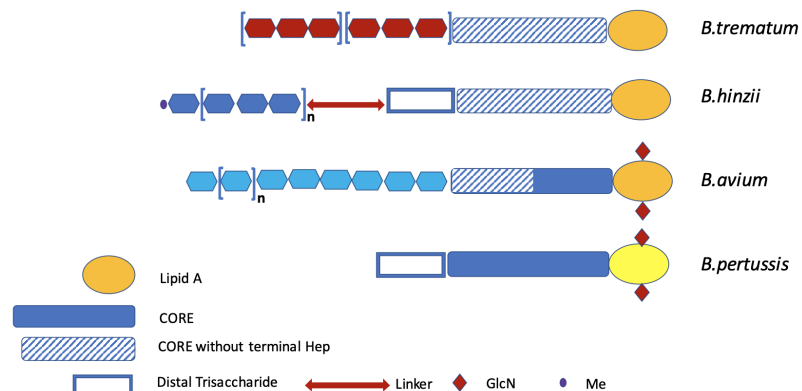 B.trematum
B.hinzii
n
B.avium
n
B.pertussis
Lipid A
CORE
CORE without terminal Hep
Distal Trisaccharide Linker GlcN Me